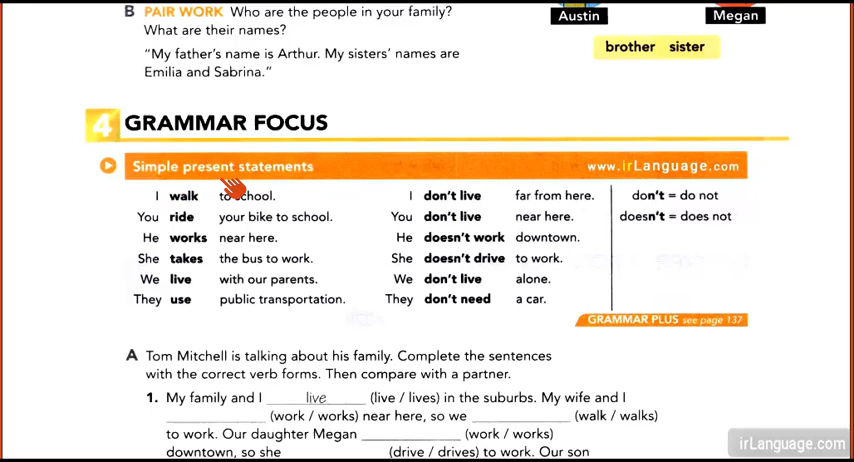 B PAIR WORK Who are the people in your family?
What are their names?
"My father's name is Arthur. My sisters' names are
Emilia and Sabrina."
Austin
Megan
brother sister
4 GRAMMAR FOCUS
Simple present statements
www.irLanguage.com
I walk to school.
You ride your bike to school.
He works near here.
She takes the bus to work.
We live with our parents.
They use public transportation.
I don't live far from here.
You don't live near here.
He doesn't work downtown.
She doesn't drive to work.
We don't live alone.
They don't need a car.
don't = do not
doesn't = does not
GRAMMAR PLUS see page 137
A Tom Mitchell is talking about his family. Complete the sentences
with the correct verb forms. Then compare with a partner.
1. My family and I live (live / lives) in the suburbs. My wife and I
(work / works) near here, so we (walk / walks)
to work. Our daughter Megan (work / works)
downtown, so she (drive / drives) to work. Our son
irLanguage.com